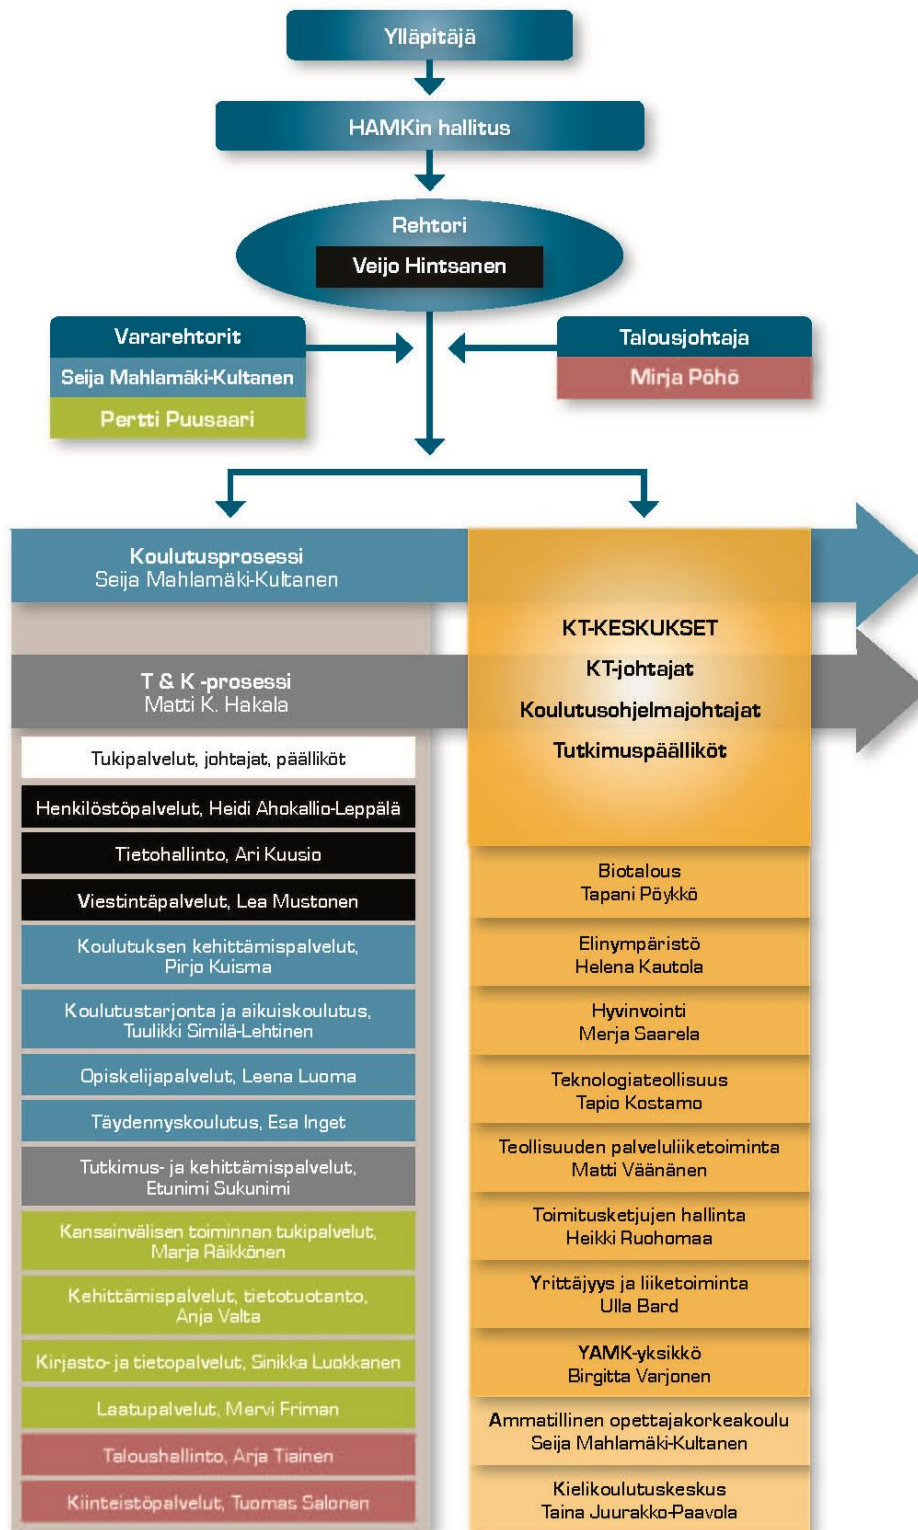 Ylläpitäjä
HAMKin hallitus
Rehtori
Veijo Hintsanen
Vararehtorit
Seija Mahlamäki-Kultanen
Pertti Puusaari
Talousjohtaja
Mirja Pöhö
Koulutusprosessi
Seija Mahlamäki-Kultanen
T & K -prosessi
Matti K. Hakala
Tukipalvelut, johtajat, päälliköt
Henkilöstöpalvelut, Heidi Ahokallio-Leppälä
Tietohallinto, Ari Kuusio
Viestintäpalvelut, Lea Mustonen
Koulutuksen kehittämispalvelut,
Pirjo Kuisma
Koulutustarjonta ja aikuiskoulutus,
Tuulikki Similä-Lehtinen
Opiskelijapalvelut, Leena Luoma
Täydennyskoulutus, Esa Inget
Tutkimus- ja kehittämispalvelut,
Etunimi Sukunimi
Kansainvälisen toiminnan tukipalvelut,
Marja Räikkönen
Kehittämispalvelut, tietotuotanto,
Anja Valta
Kirjasto- ja tietopalvelut, Sinikka Luokkanen
Laatupalvelut, Mervi Friman
Taloushallinto, Arja Tiainen
Kiinteistöpalvelut, Tuomas Salonen
KT-KESKUKSET
KT-johtajat
Koulutusohjelmajohtajat
Tutkimuspäälliköt
Biotalous
Tapani Pöykkö
Elinympäristö
Helena Kautola
Hyvinvointi
Merja Saarela
Teknologiateollisuus
Tapio Kostamo
Teollisuuden palveluliiketoiminta
Matti Väänänen
Toimitusketjujen hallinta
Heikki Ruohomaa
Yrittäjyys ja liiketoiminta
Ulla Bard
YAMK-yksikkö
Birgitta Varjonen
Ammatillinen opettajakorkeakoulu
Seija Mahlamäki-Kultanen
Kielikoulutuskeskus
Taina Juurakko-Paavola